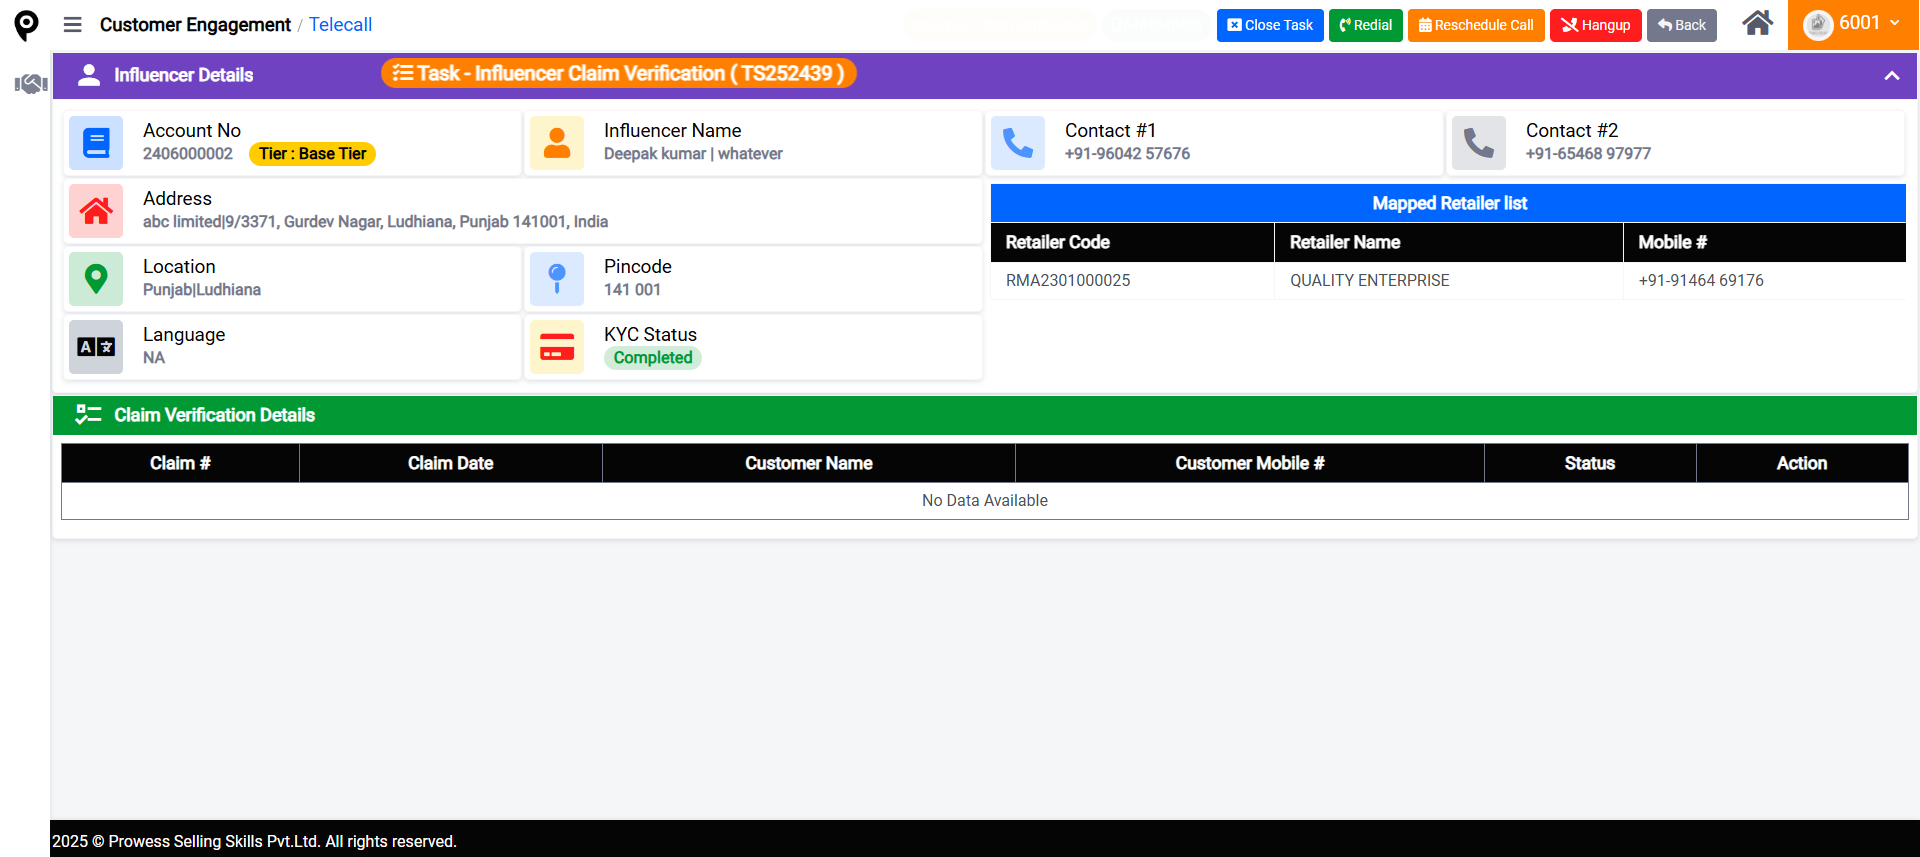 Customer Engagement / Telecall
Close Task
Redial
Reschedule Call
Hangup
Back
6001
Influencer Details
Task - Influencer Claim Verification ( TS252439 )
Account No
2406000002 Tier : Base Tier
Influencer Name
Deepak kumar | whatever
Contact #1
+91-96042 57676
Contact #2
+91-65468 97977
Address
abc limited|9/3371, Gurdev Nagar, Ludhiana, Punjab 141001, India
Location
Punjab|Ludhiana
Pincode
141 001
Language
NA
KYC Status
Completed
Mapped Retailer list
Retailer Code Retailer Name Mobile #
RMA2301000025 QUALITY ENTERPRISE +91-91464 69176
Claim Verification Details
Claim # Claim Date Customer Name Customer Mobile # Status Action
No Data Available
2025 © Prowess Selling Skills Pvt.Ltd. All rights reserved.